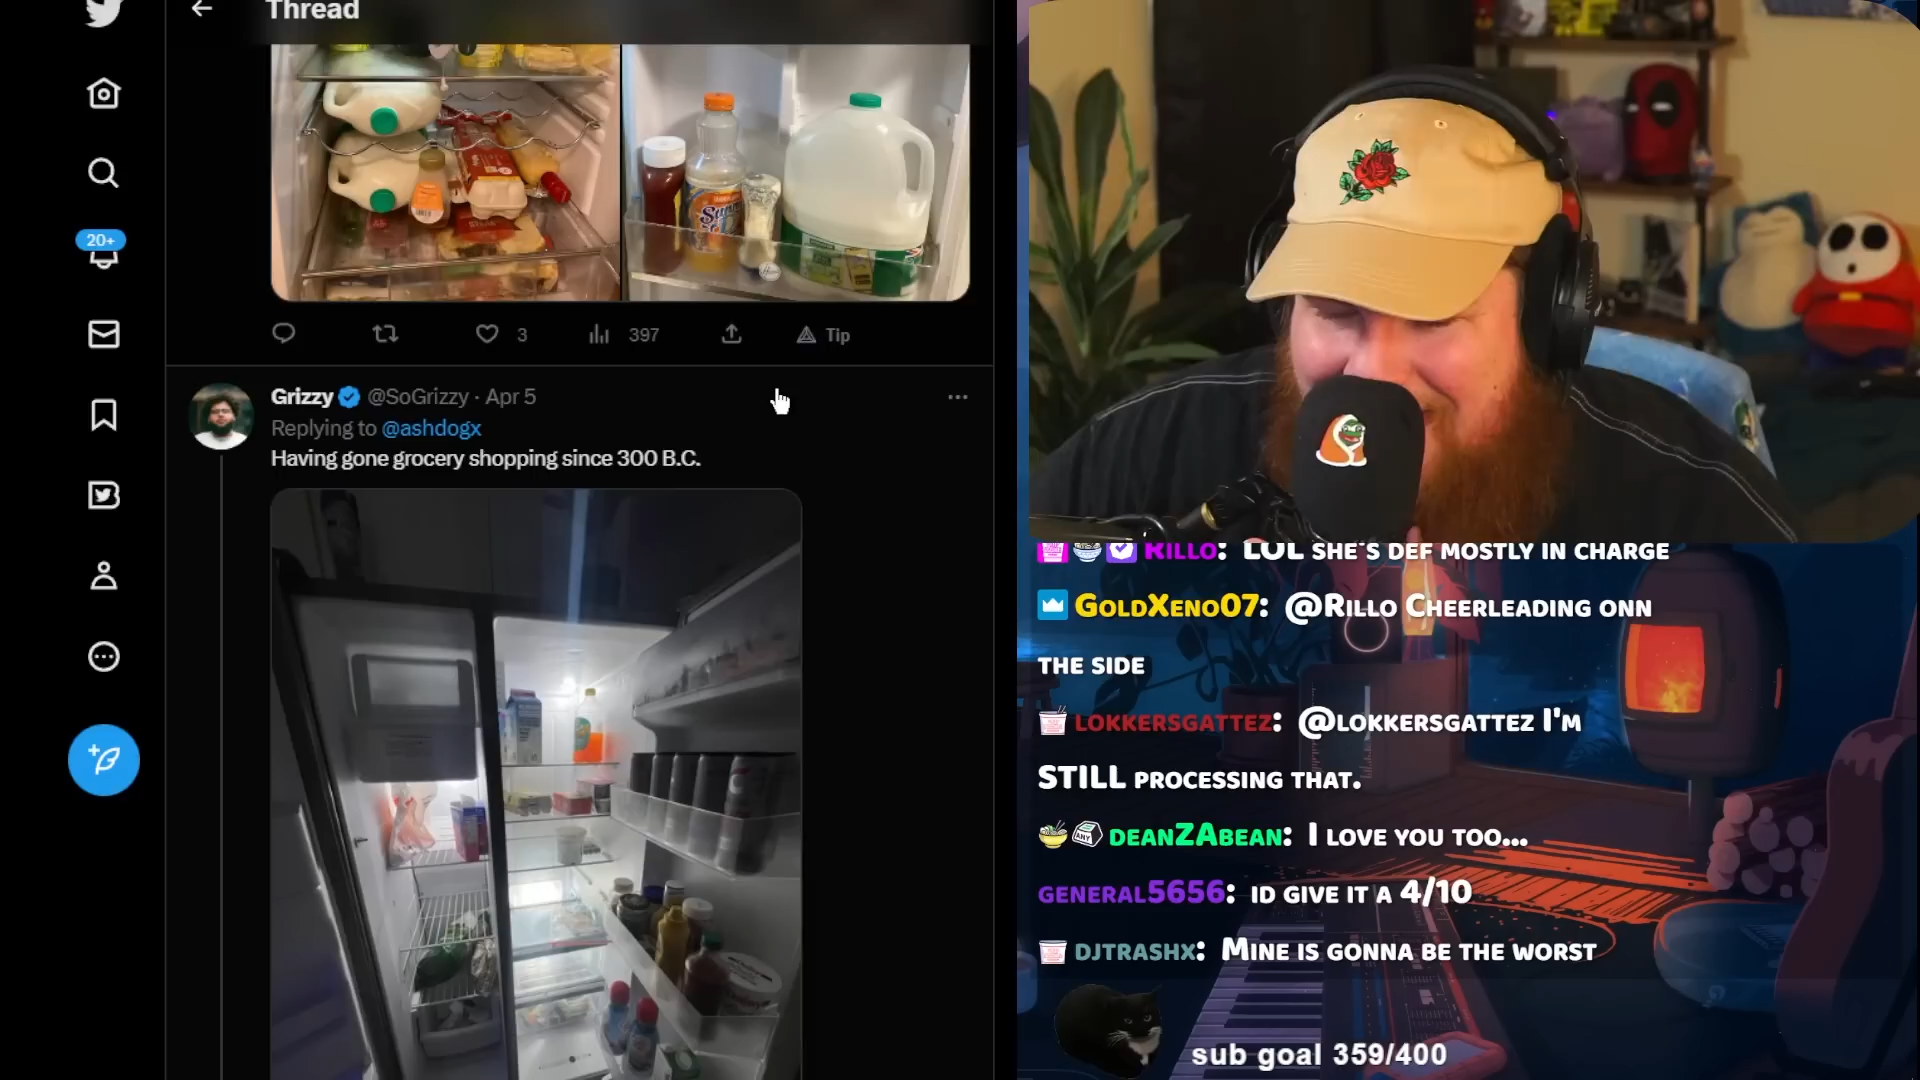 Thread
20+
3
397
Tip
Grizzy @SoGrizzy · Apr 5
Replying to @ashdogx
Having gone grocery shopping since 300 B.C.
Rillo: LOL she's def mostly in charge
GoldXeno07: @Rillo Cheerleading onn
the side
lokkersgattez: @lokkersgattez I'm
STILL processing that.
deanZAbean: I love you too...
general5656: id give it a 4/10
djtrashx: Mine is gonna be the worst
sub goal 359/400